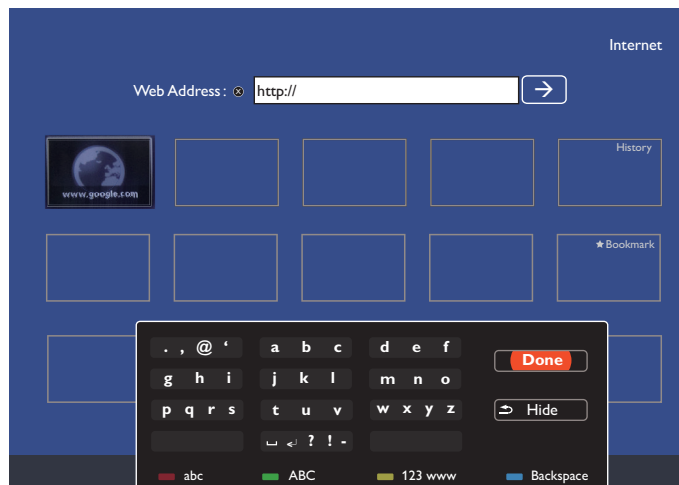 Internet
Web Address : http://
www.google.com
History
Bookmark
. , @ ‘ a b c d e f
Done
g h i j k l m n o
p q r s t u v w x y z
Hide
? ! -
abc ABC 123 www Backspace